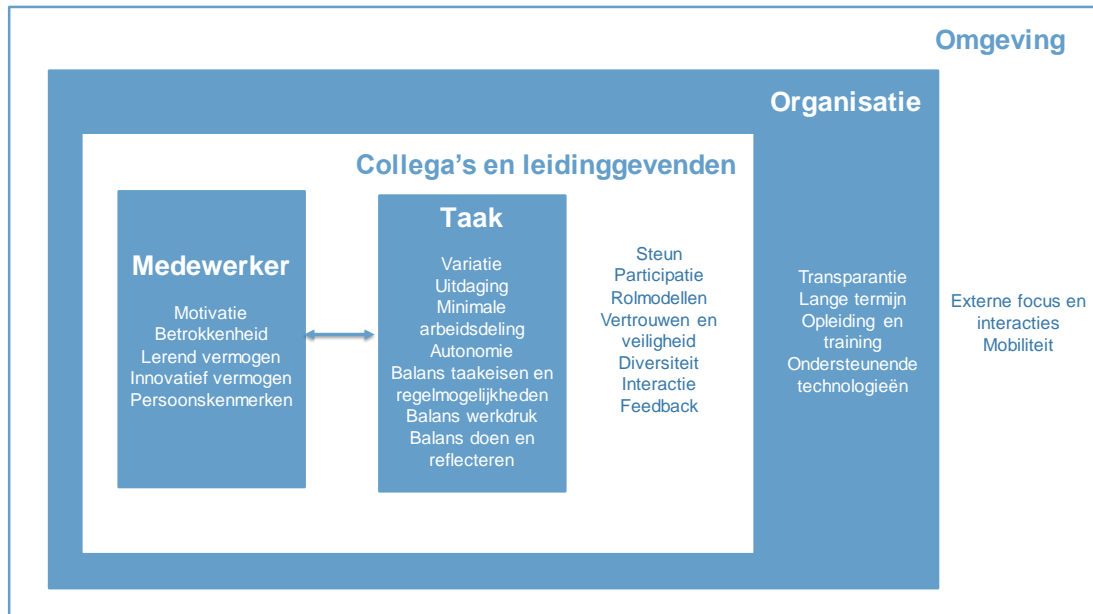 Omgeving
Organisatie
Collega's en leidinggevenden
Medewerker
Motivatie
Betrokkenheid
Lerend vermogen
Innovatief vermogen
Persoonskenmerken
Taak
Variatie
Uitdaging
Minimale
arbeidsdeling
Autonomie
Balans taakeisen en
regelmogelijkheden
Balans werkdruk
Balans doen en
reflecteren
Steun
Participatie
Rolmodellen
Vertrouwen en
veiligheid
Diversiteit
Interactie
Feedback
Transparantie
Lange termijn
Opleiding en
training
Ondersteunende
technologieën
Externe focus en
interacties
Mobiliteit